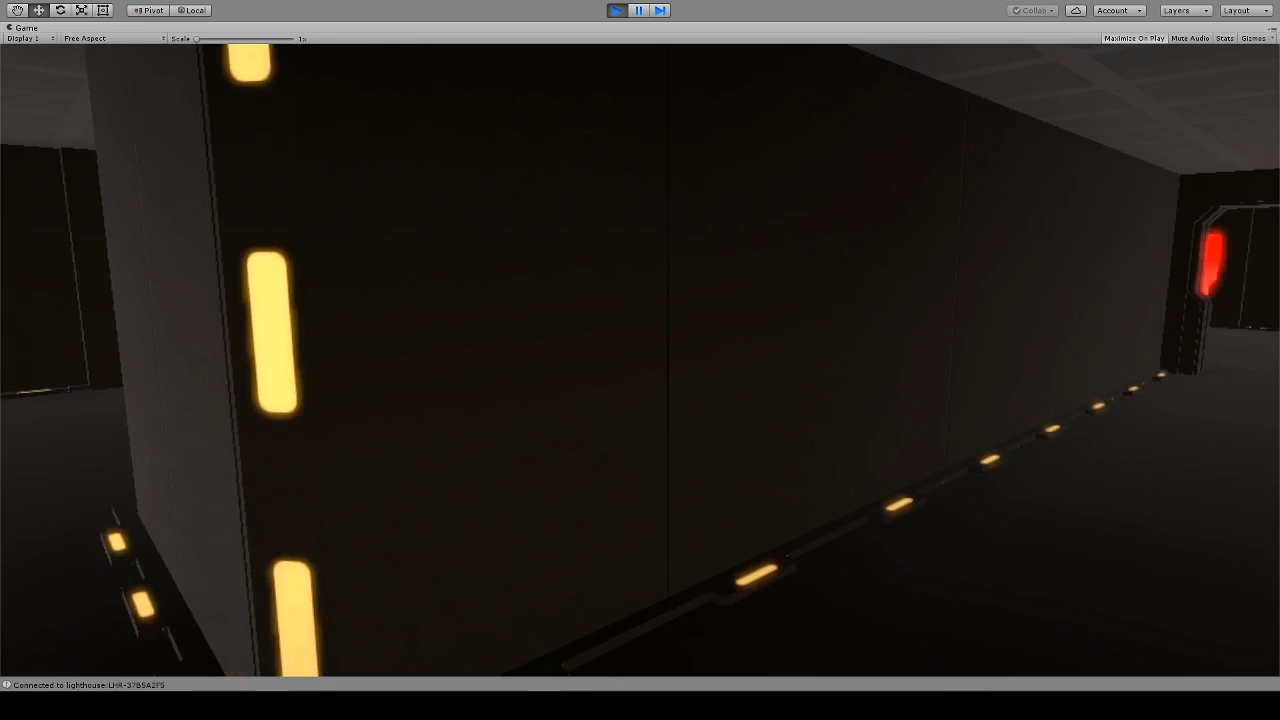 Pivot Local Collab Account Layers Layout
Game
Display 1 Free Aspect Scale 1x Maximize On Play Mute Audio Stats Gizmos
Connected to lighthouse:LHR-37B5A2F5